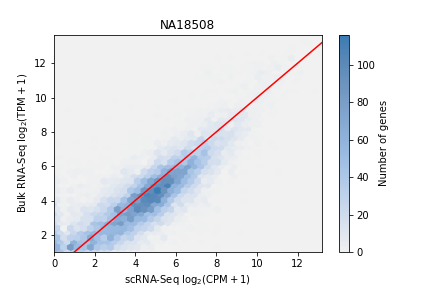 NA18508
Bulk RNA-Seq log₂(TPM + 1)
12
10
8
6
4
2
0 2 4 6 8 10 12
scRNA-Seq log₂(CPM + 1)
100
80
60
40
20
0
Number of genes